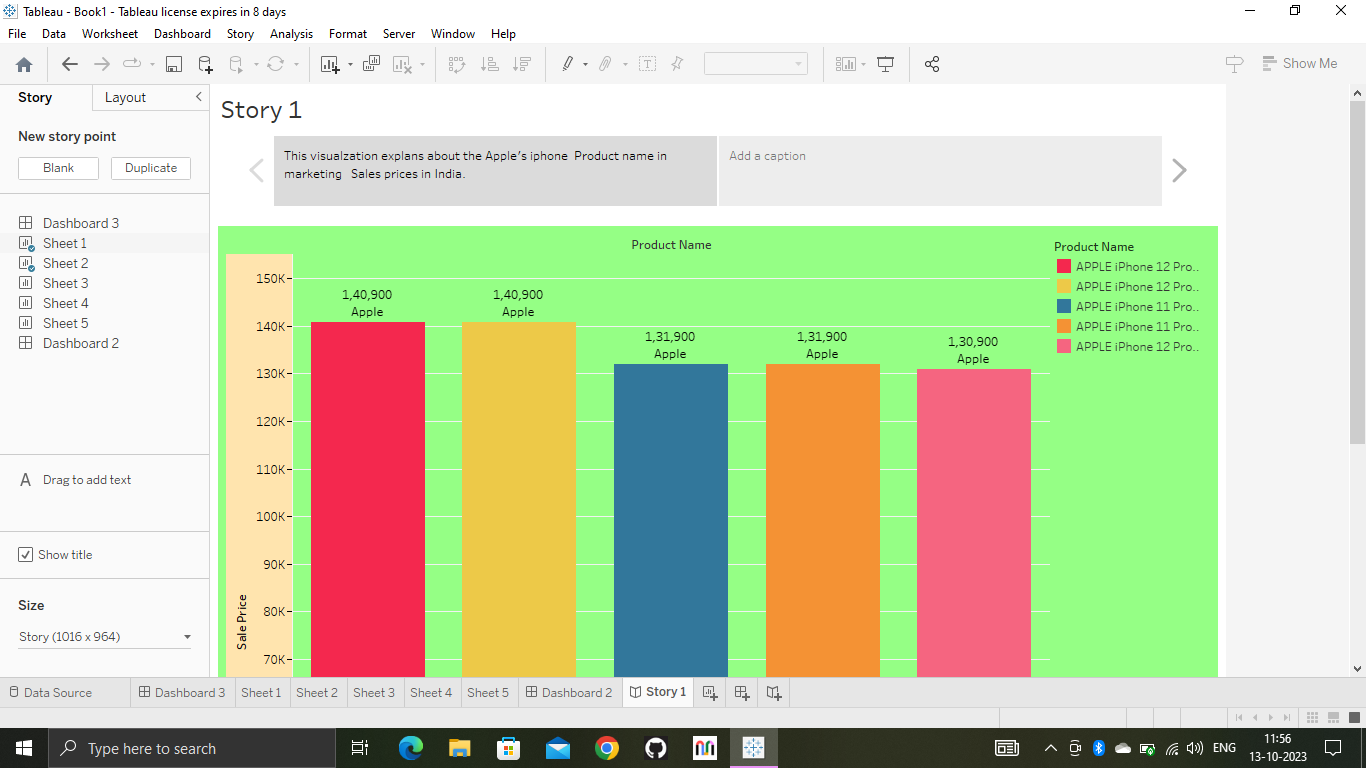 Tableau - Book1 - Tableau license expires in 8 days
File Data Worksheet Dashboard Story Analysis Format Server Window Help
Show Me
Story Layout
New story point
Blank Duplicate
Dashboard 3
Sheet 1
Sheet 2
Sheet 3
Sheet 4
Sheet 5
Dashboard 2
A Drag to add text
Show title
Size
Story (1016 x 964)
Story 1
This visualzation explans about the Apple's iphone Product name in
marketing Sales prices in India.
Add a caption
Product Name
150K
140K
130K
120K
110K
100K
90K
80K
70K
Sale Price
1,40,900
Apple
1,40,900
Apple
1,31,900
Apple
1,31,900
Apple
1,30,900
Apple
Product Name
APPLE iPhone 12 Pro..
APPLE iPhone 12 Pro..
APPLE iPhone 11 Pro..
APPLE iPhone 11 Pro..
APPLE iPhone 12 Pro..
Data Source Dashboard 3 Sheet 1 Sheet 2 Sheet 3 Sheet 4 Sheet 5 Dashboard 2 Story 1
Type here to search
ENG
11:56
13-10-2023